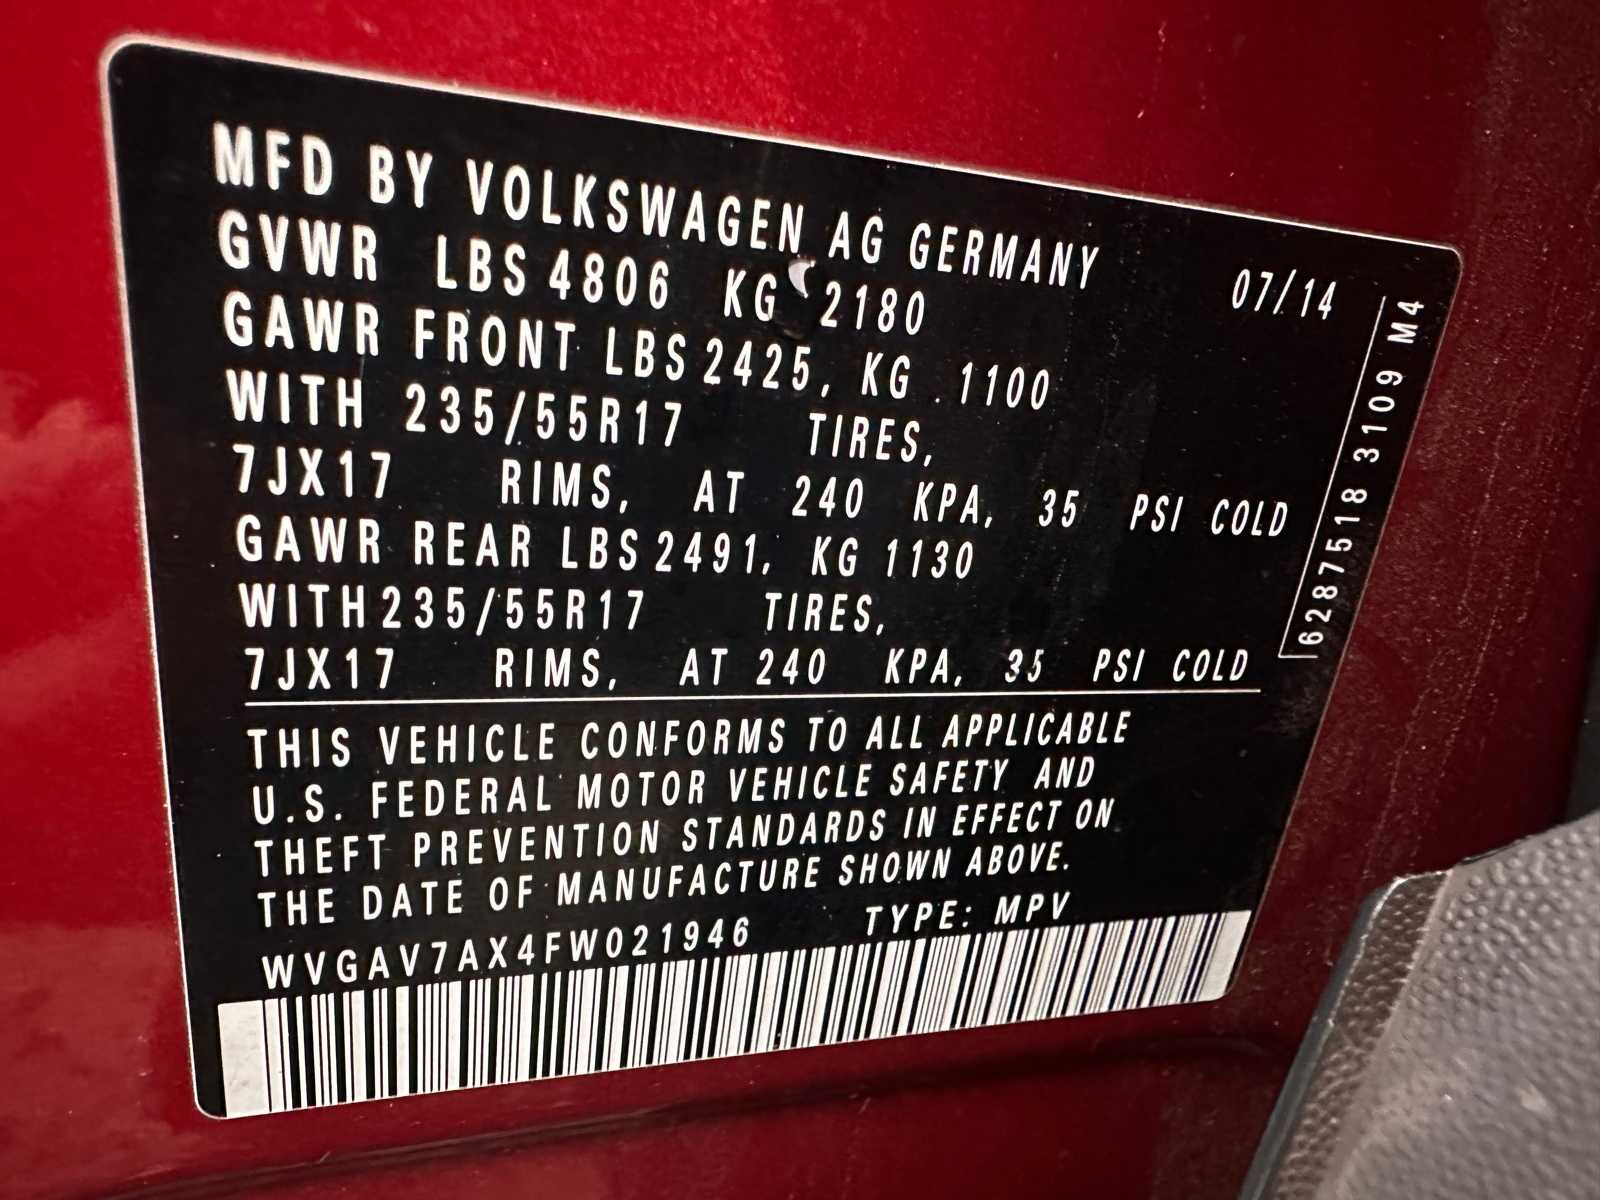 MFD BY VOLKSWAGEN AG GERMANY
GVWR LBS 4806 KG 2180 07/14
GAWR FRONT LBS 2425, KG 1100
WITH 235/55R17 TIRES,
7JX17 RIMS, AT 240 KPA, 35 PSI COLD
GAWR REAR LBS 2491, KG 1130
WITH 235/55R17 TIRES,
7JX17 RIMS, AT 240 KPA, 35 PSI COLD
THIS VEHICLE CONFORMS TO ALL APPLICABLE
U.S. FEDERAL MOTOR VEHICLE SAFETY AND
THEFT PREVENTION STANDARDS IN EFFECT ON
THE DATE OF MANUFACTURE SHOWN ABOVE.
WVGAV7AX4FW021946 TYPE: MPV
6287518 3109 M4